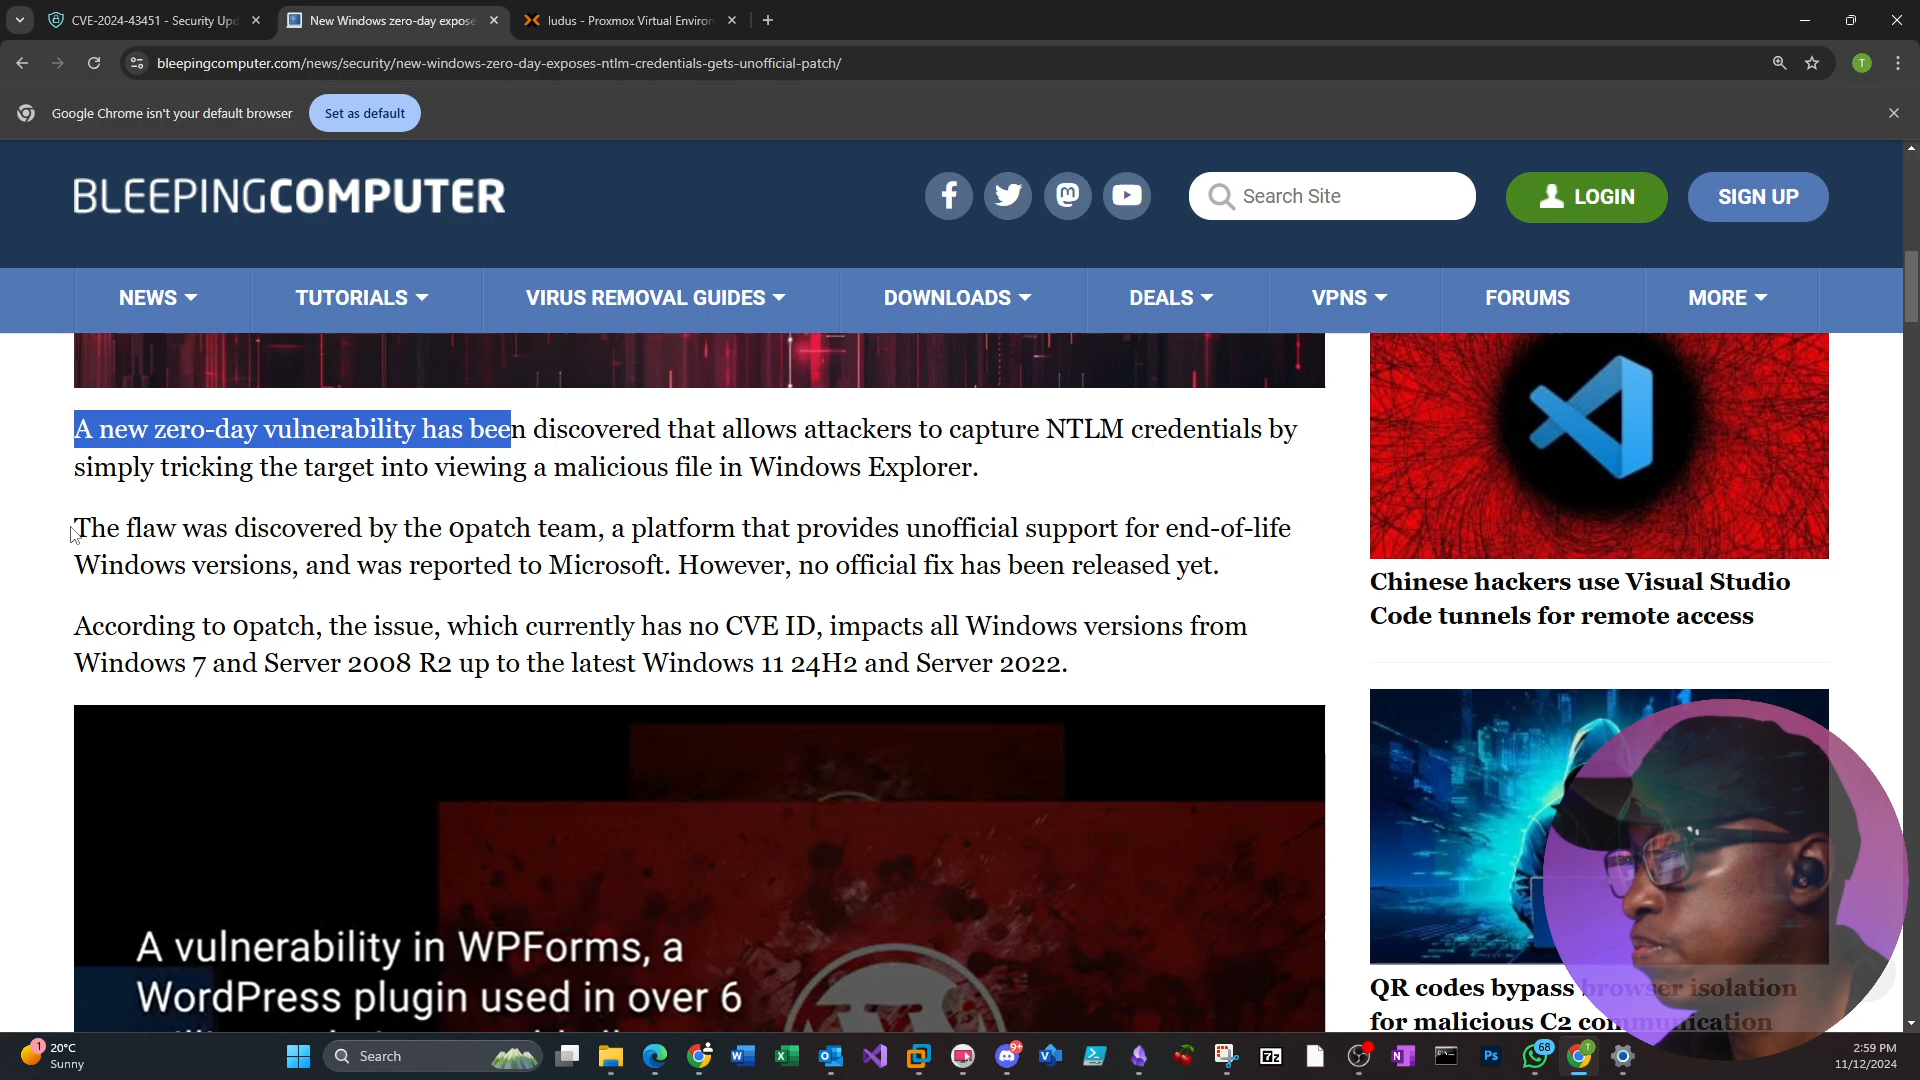 CVE-2024-43451 - Security Up
New Windows zero-day expose
ludus - Proxmox Virtual Environ
bleepingcomputer.com/news/security/new-windows-zero-day-exposes-ntlm-credentials-gets-unofficial-patch/
T
Google Chrome isn't your default browser
Set as default
BLEEPINGCOMPUTER
Search Site
LOGIN
SIGN UP
NEWS
TUTORIALS
VIRUS REMOVAL GUIDES
DOWNLOADS
DEALS
VPNS
FORUMS
MORE
A new zero-day vulnerability has been discovered that allows attackers to capture NTLM credentials by
simply tricking the target into viewing a malicious file in Windows Explorer.
The flaw was discovered by the 0patch team, a platform that provides unofficial support for end-of-life
Windows versions, and was reported to Microsoft. However, no official fix has been released yet.
According to 0patch, the issue, which currently has no CVE ID, impacts all Windows versions from
Windows 7 and Server 2008 R2 up to the latest Windows 11 24H2 and Server 2022.
A vulnerability in WPForms, a
WordPress plugin used in over 6
Chinese hackers use Visual Studio
Code tunnels for remote access
QR codes bypass browser isolation
for malicious C2 communication
1
20°C
Sunny
Search
9+
7z
Ps
68
T
2:59 PM
11/12/2024